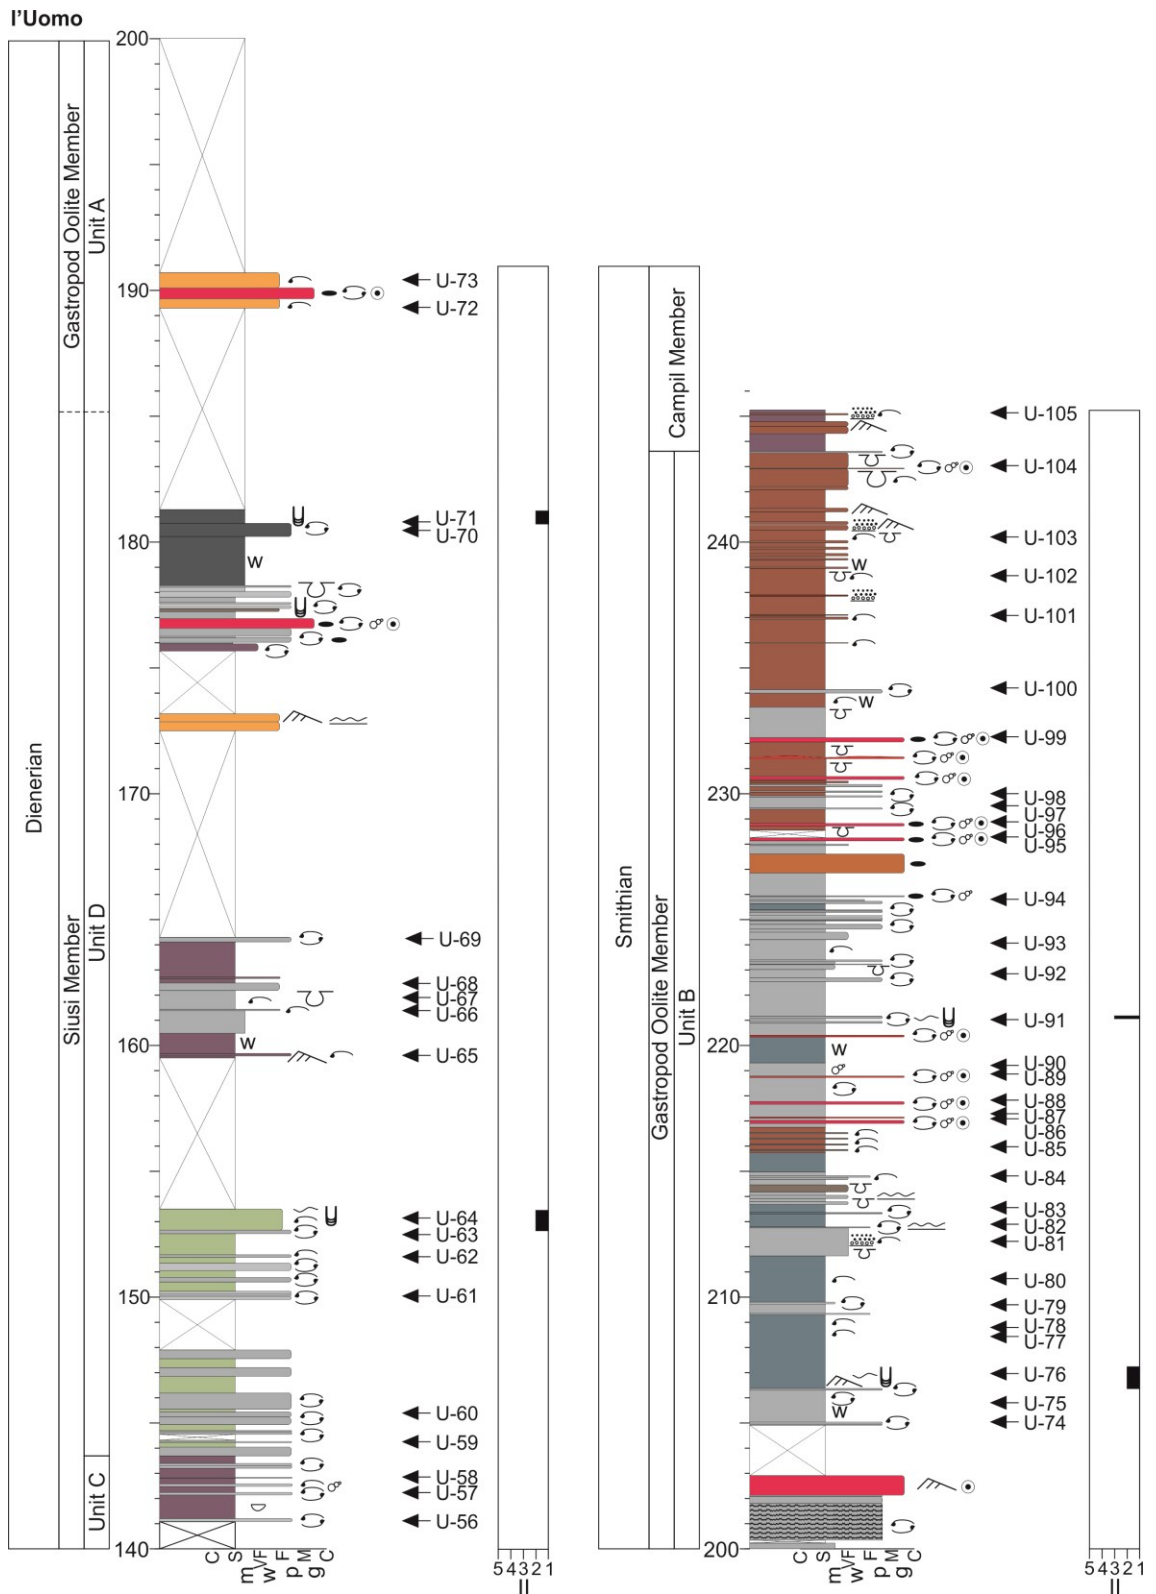 l'Uomo
Dienerian
Gastropod Oolite Member
Unit A
Siusi Member
Unit D
Unit C
200
190
180
170
160
150
140
W
W
U-73
U-72
U-71
U-70
U-69
U-68
U-67
U-66
U-65
U-64
U-63
U-62
U-61
U-60
U-59
U-58
U-57
U-56
C S m VF w F p M g C
5 4 3 2 1
II
Smithian
Campil Member
Gastropod Oolite Member
Unit B
240
230
220
210
200
W
W
W
W
U-105
U-104
U-103
U-102
U-101
U-100
U-99
U-98
U-97
U-96
U-95
U-94
U-93
U-92
U-91
U-90
U-89
U-88
U-87
U-86
U-85
U-84
U-83
U-82
U-81
U-80
U-79
U-78
U-77
U-76
U-75
U-74
C S m VF w F p M g C
5 4 3 2 1
II